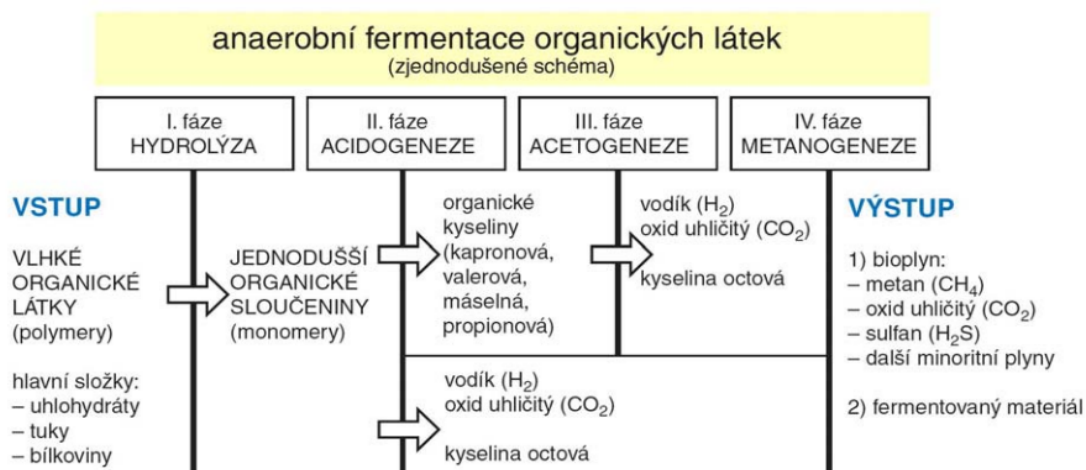 anaerobní fermentace organických látek
(zjednodušené schéma)
I. fáze
HYDROLÝZA
II. fáze
ACIDOGENEZE
III. fáze
ACETOGENEZE
IV. fáze
METANOGENEZE
VSTUP
VLHKÉ
ORGANICKÉ
LÁTKY
(polymery)
hlavní složky:
– uhlohydráty
– tuky
– bílkoviny
JEDNODUŠŠÍ
ORGANICKÉ
SLOUČENINY
(monomery)
organické
kyseliny
(kapronová,
valerová,
máselná,
propionová)
vodík (H₂)
oxid uhličitý (CO₂)
kyselina octová
vodík (H₂)
oxid uhličitý (CO₂)
kyselina octová
VÝSTUP
1) bioplyn:
– metan (CH₄)
– oxid uhličitý (CO₂)
– sulfan (H₂S)
– další minoritní plyny
2) fermentovaný materiál